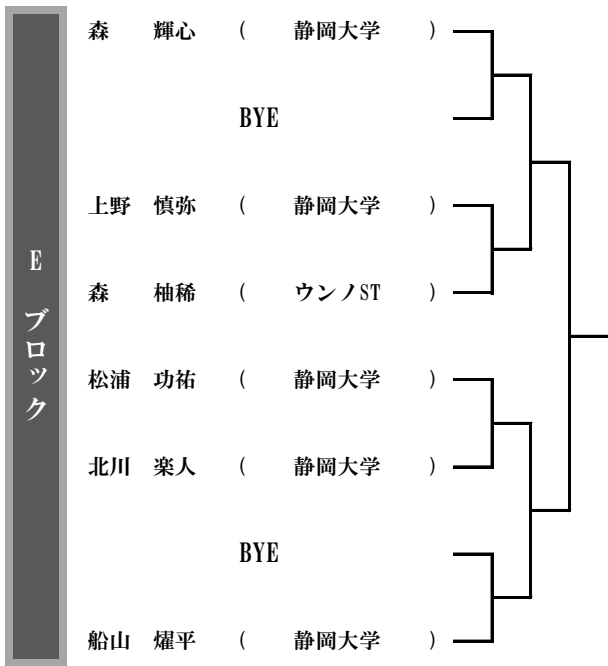 E ブロック
森 輝心 ( 静岡大学 )
BYE
上野 慎弥 ( 静岡大学 )
森 柚稀 ( ウンノST )
松浦 功祐 ( 静岡大学 )
北川 楽人 ( 静岡大学 )
BYE
船山 燿平 ( 静岡大学 )